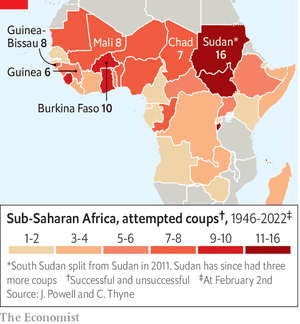 Guinea-
Bissau 8
Mali 8
Chad
7
Sudan*
16
Guinea 6
Burkina Faso 10
Sub-Saharan Africa, attempted coups†, 1946-2022‡
1-2 3-4 5-6 7-8 9-10 11-16
*South Sudan split from Sudan in 2011. Sudan has since had three
more coups †Successful and unsuccessful ‡At February 2nd
Source: J. Powell and C. Thyne
The Economist